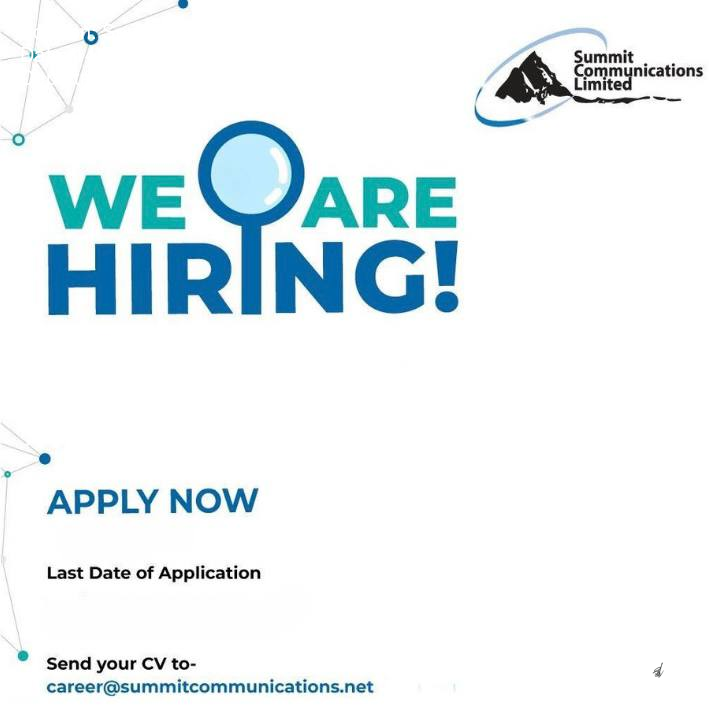 Summit
Communications
Limited
WE ARE
HIRING!
APPLY NOW
Last Date of Application
Send your CV to-
career@summitcommunications.net